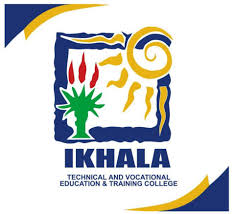 IKHALA
TECHNICAL AND VOCATIONAL
EDUCATION & TRAINING COLLEGE